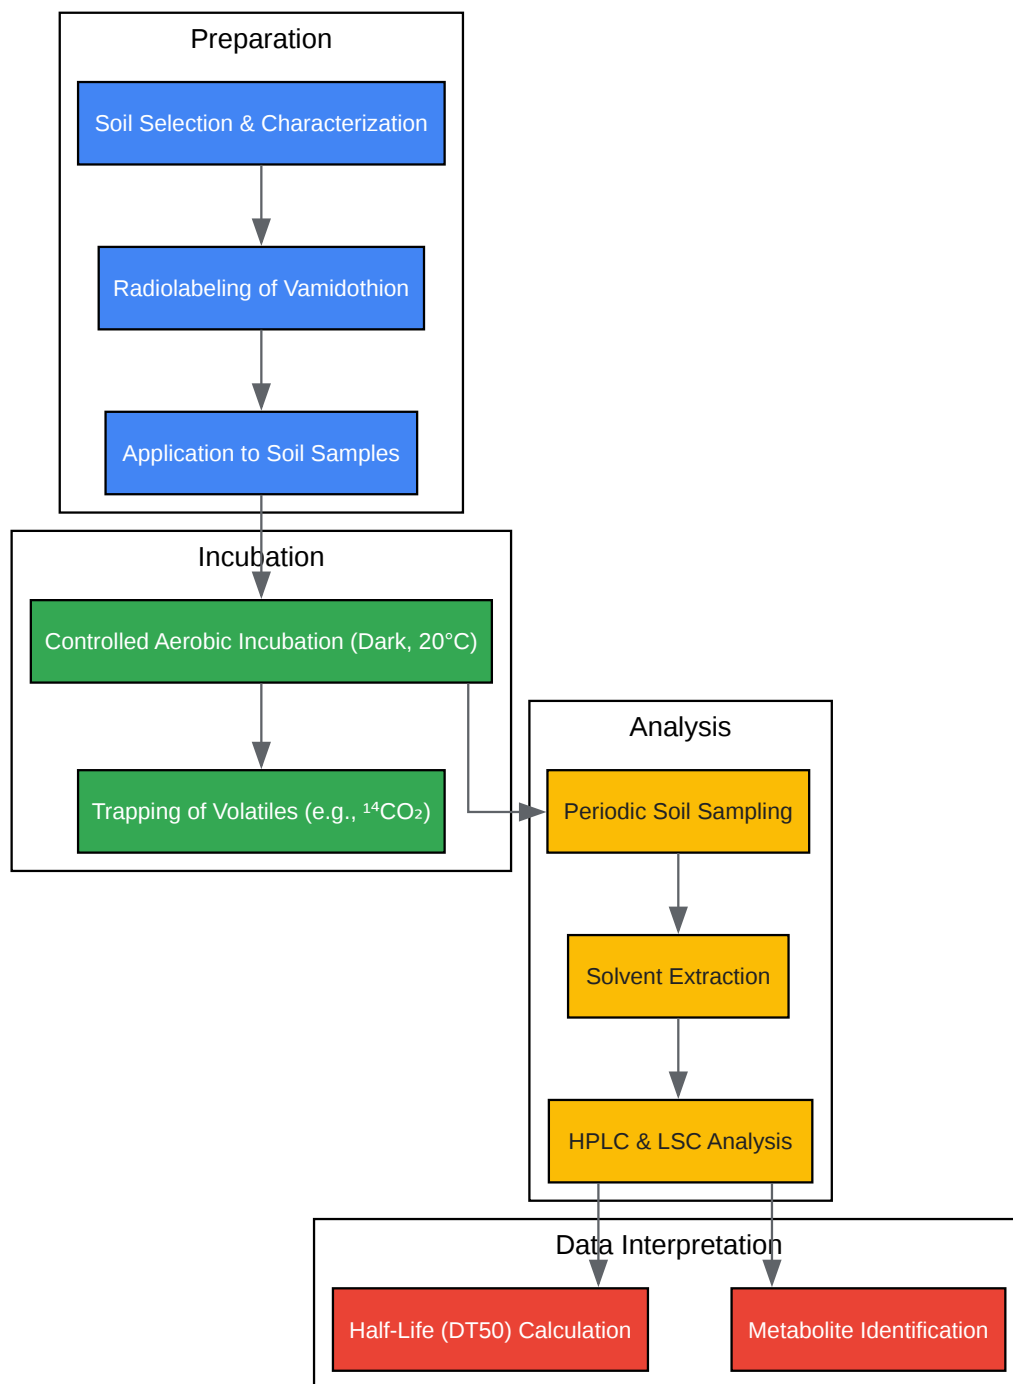 Preparation
Soil Selection & Characterization
Radiolabeling of Vamidothion
Application to Soil Samples
Incubation
Controlled Aerobic Incubation (Dark, 20°C)
Trapping of Volatiles (e.g., ¹⁴CO₂)
Analysis
Periodic Soil Sampling
Solvent Extraction
HPLC & LSC Analysis
Data Interpretation
Half-Life (DT50) Calculation
Metabolite Identification